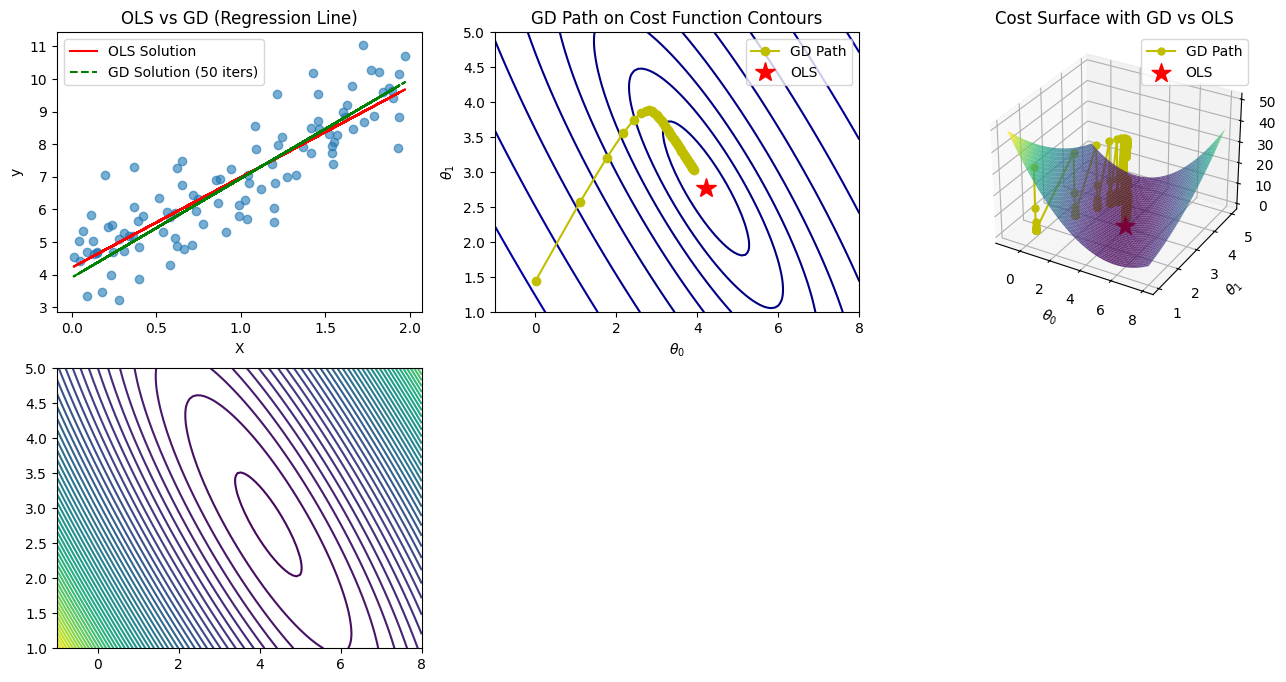 OLS vs GD (Regression Line)
OLS Solution
GD Solution (50 iters)
11
10
9
8
7
6
5
4
3
y
0.0 0.5 1.0 1.5 2.0
X
GD Path on Cost Function Contours
GD Path
OLS
5.0
4.5
4.0
3.5
3.0
2.5
2.0
1.5
1.0
θ1
0 2 4 6 8
θ0
Cost Surface with GD vs OLS
GD Path
OLS
50
40
30
20
10
0
5
4
3
2
1
θ1
0 2 4 6 8
θ0
5.0
4.5
4.0
3.5
3.0
2.5
2.0
1.5
1.0
0 2 4 6 8